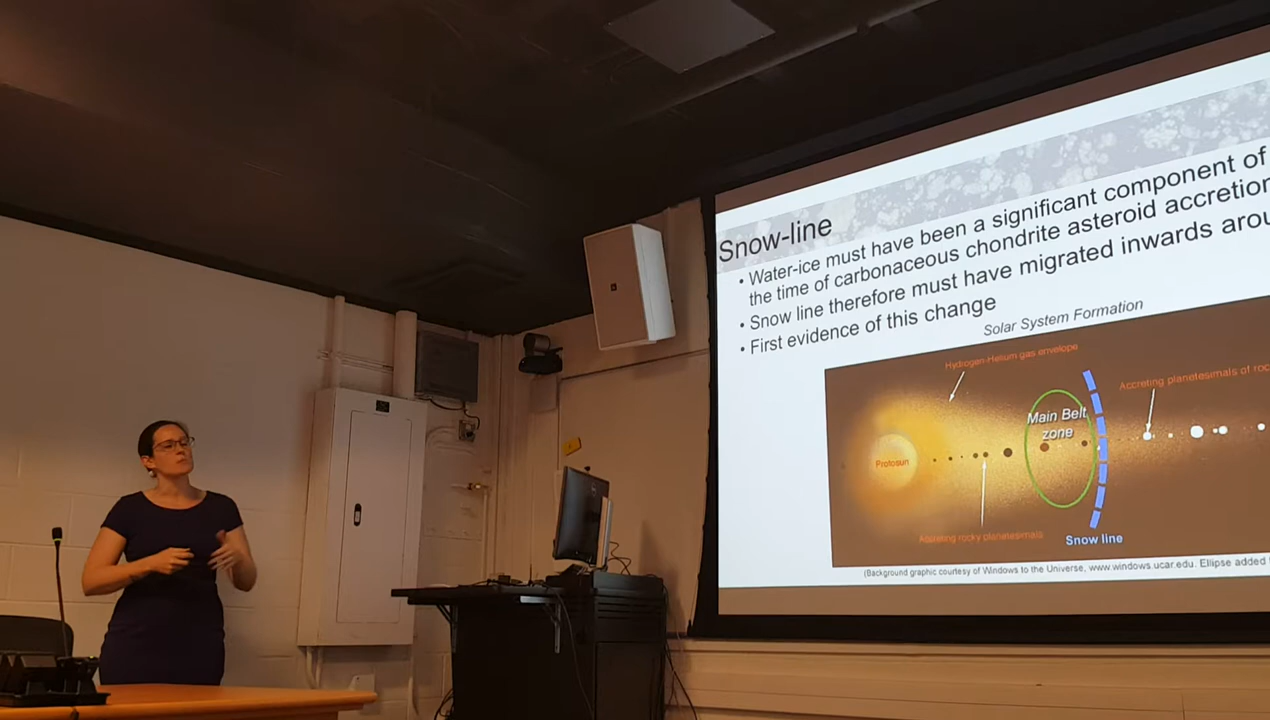 Snow-line
• Water-ice must have been a significant component of
the time of carbonaceous chondrite asteroid accretion
• Snow line therefore must have migrated inwards arou
• First evidence of this change
Solar System Formation
Hydrogen-Helium gas envelope
Accreting planetesimals of roc
Main Belt
zone
Protosun
Accreting rocky planetesimals
Snow line
(Background graphic courtesy of Windows to the Universe, www.windows.ucar.edu. Ellipse added